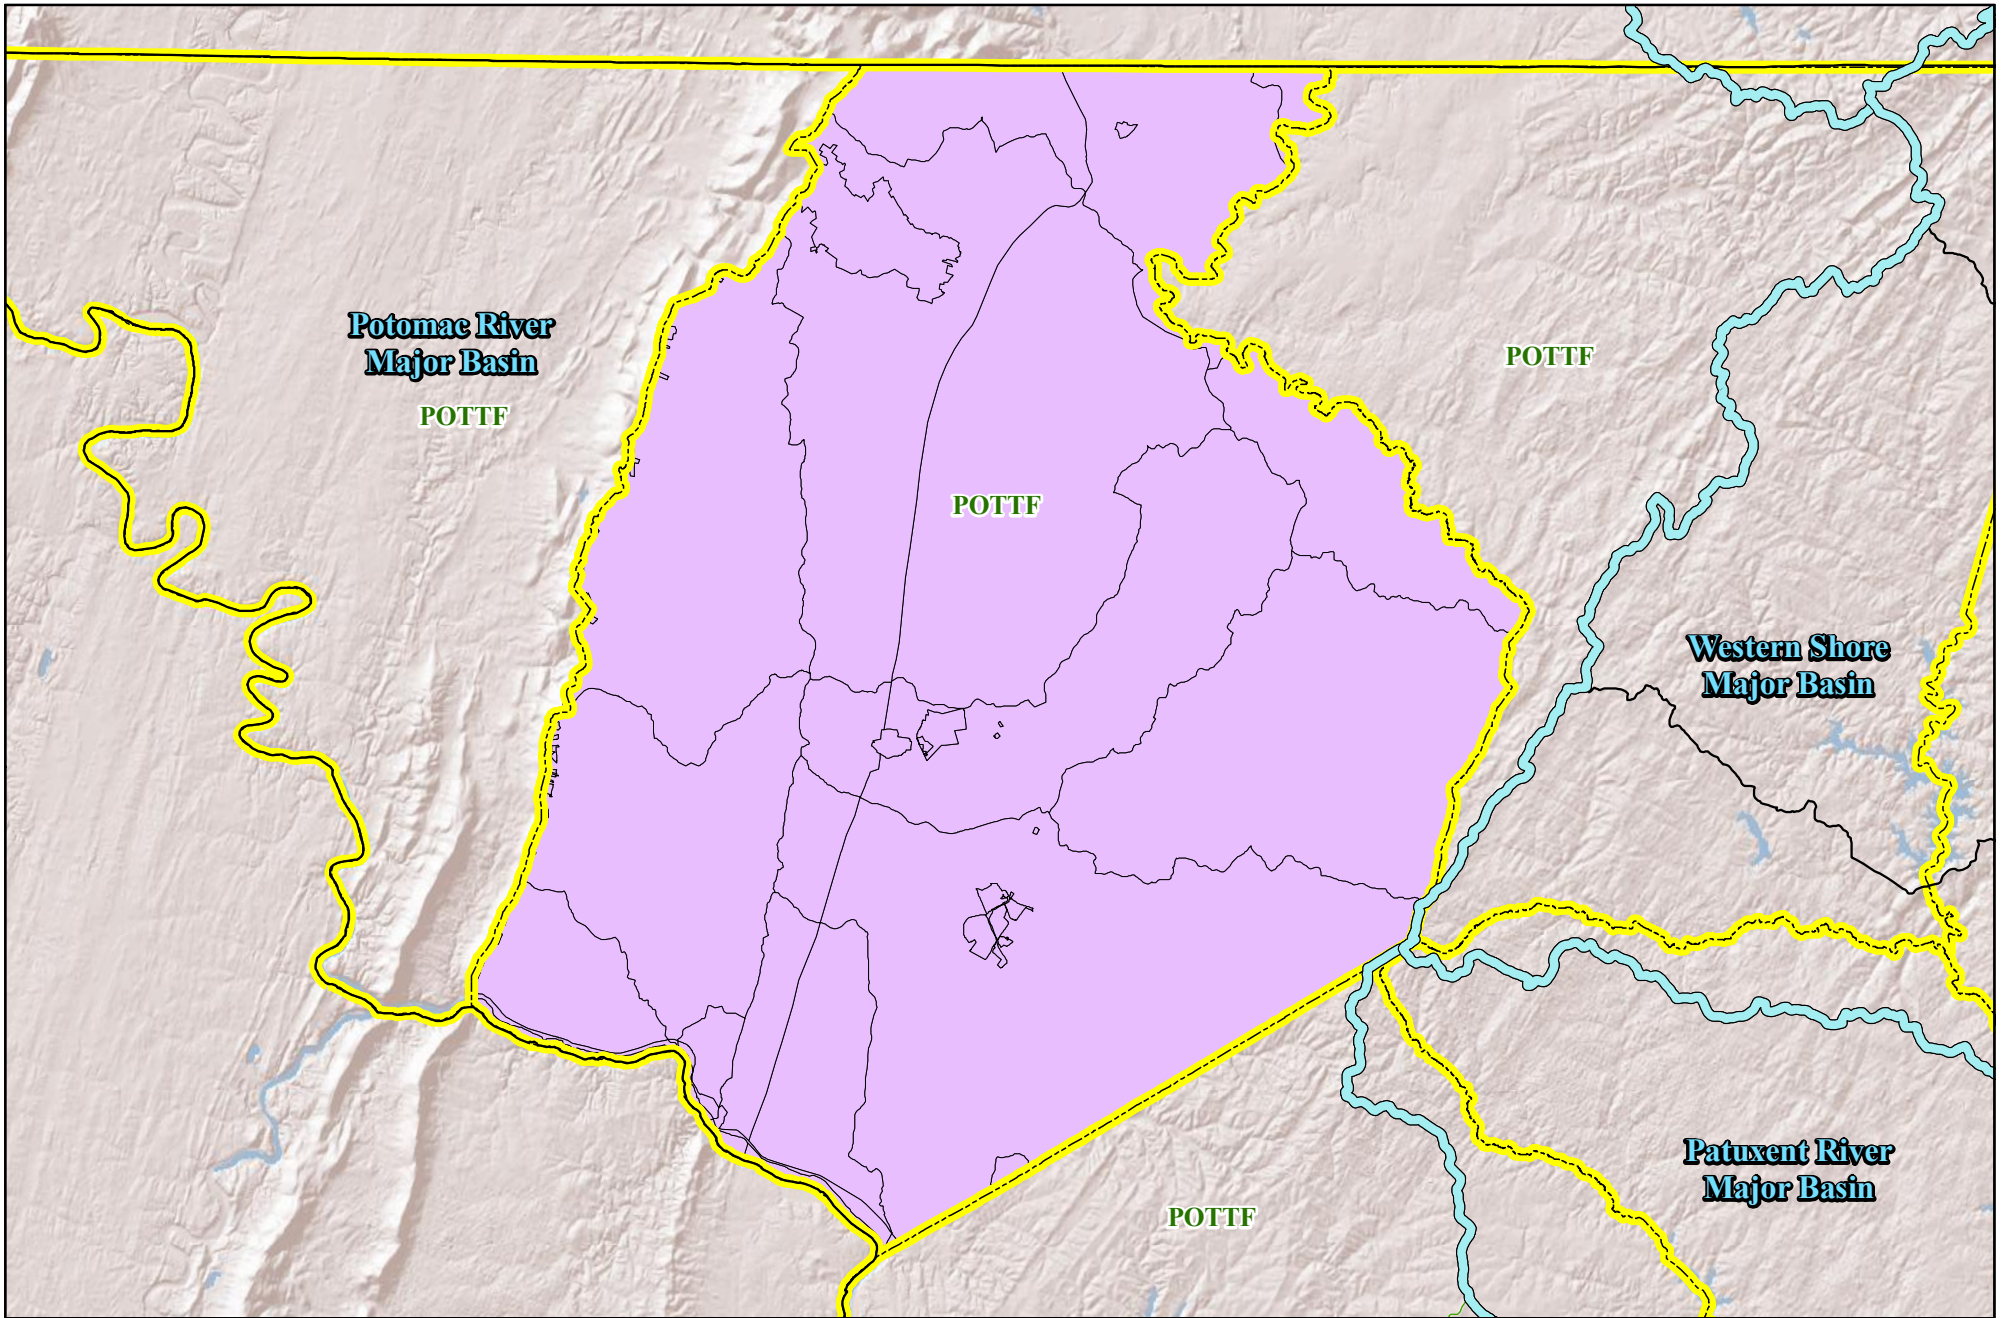 Potomac River
Major Basin
POTTF
POTTF
POTTF
Western Shore
Major Basin
Patuxent River
Major Basin
POTTF